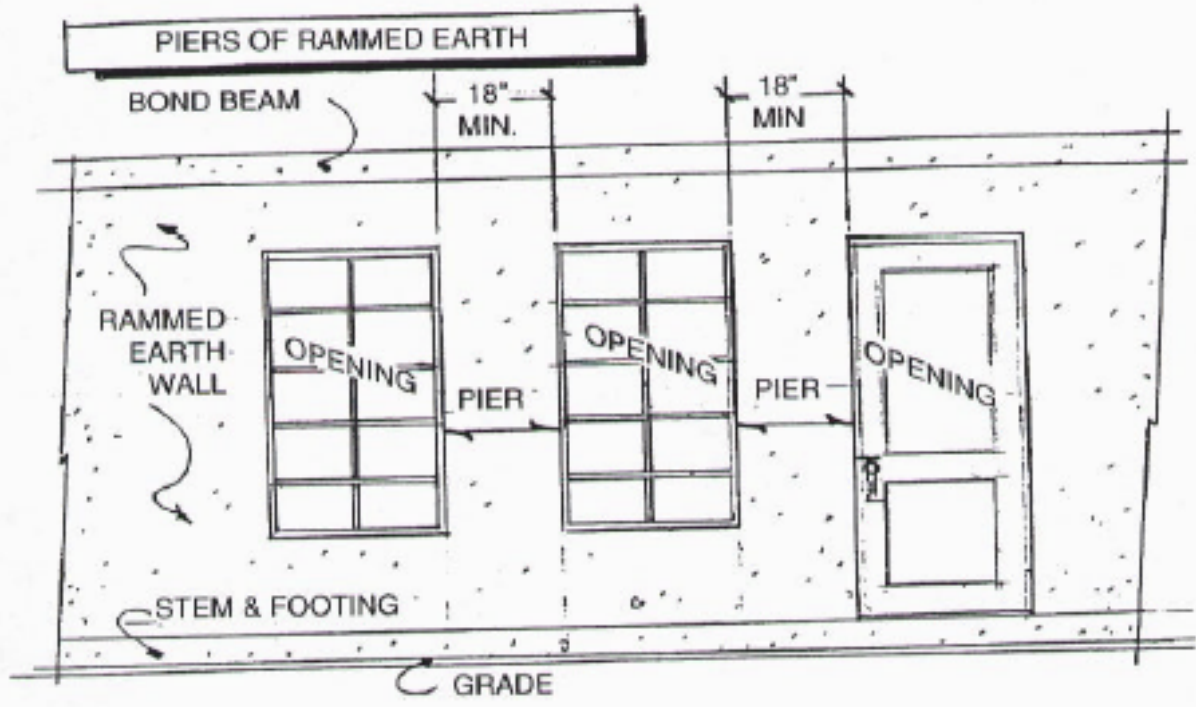 PIERS OF RAMMED EARTH
BOND BEAM
18"
MIN.
18"
MIN
RAMMED
EARTH
WALL
OPENING
PIER
OPENING
PIER
OPENING
STEM & FOOTING
GRADE